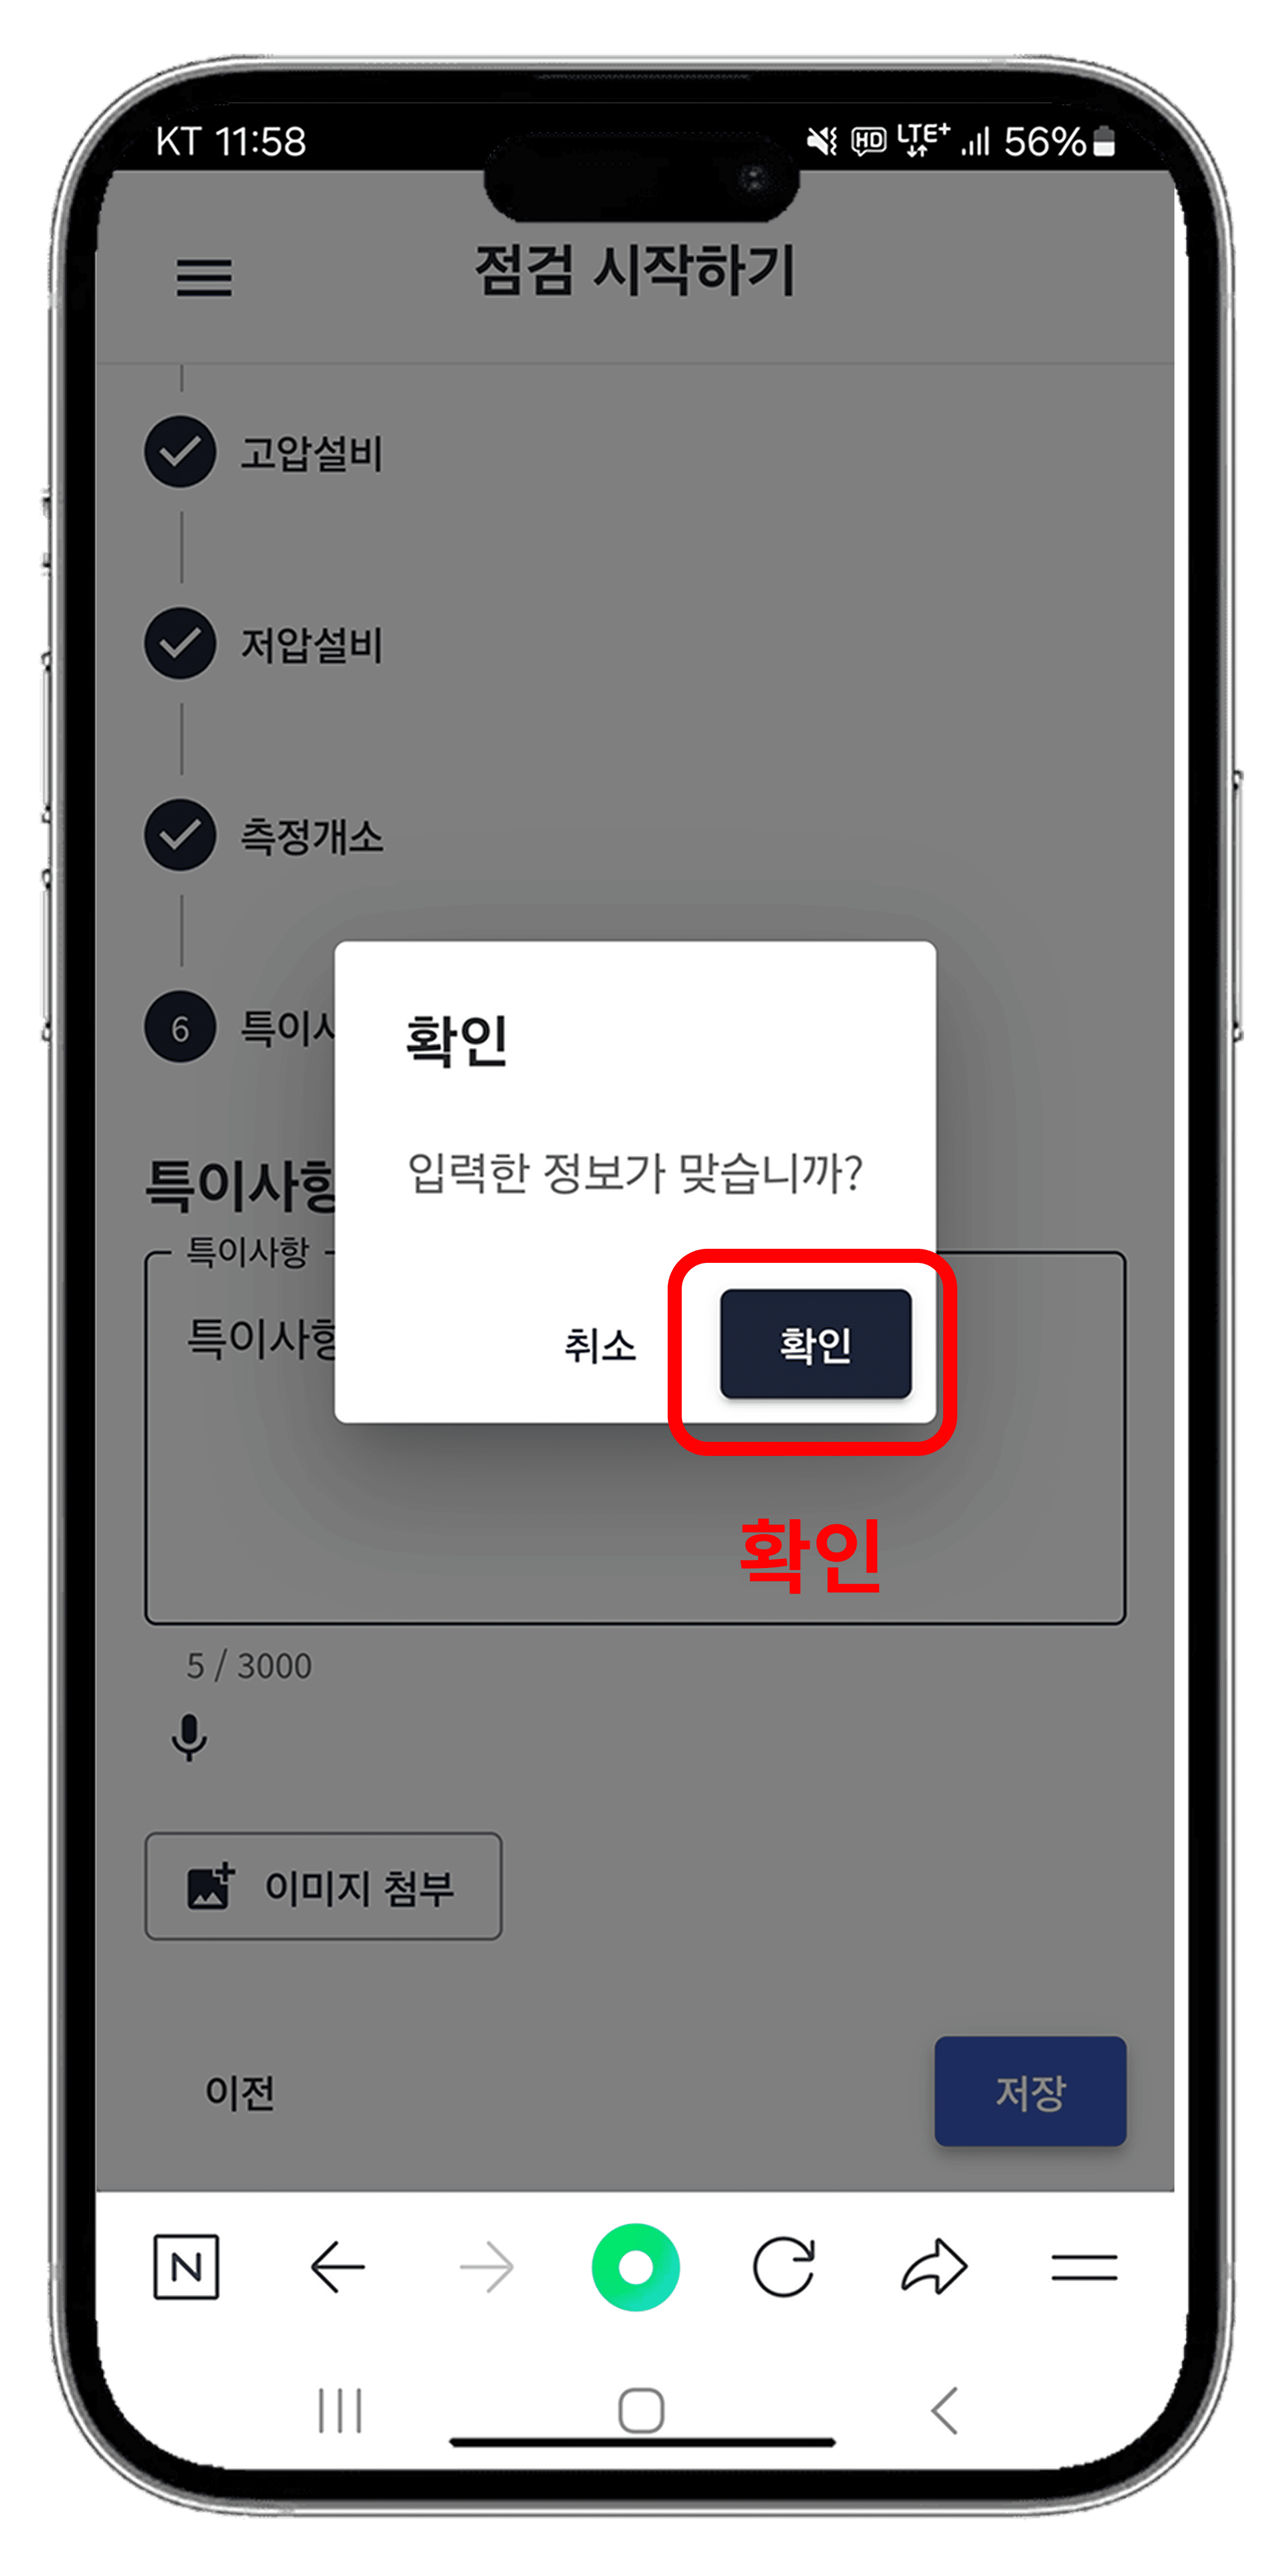 KT 11:58
HD LTE+ 56%
점검 시작하기
고압설비
저압설비
측정개소
6 특이사
확인
입력한 정보가 맞습니까?
취소 확인
확인
특이사항
특이사항
특이사항
5 / 3000
이미지 첨부
이전 저장
N